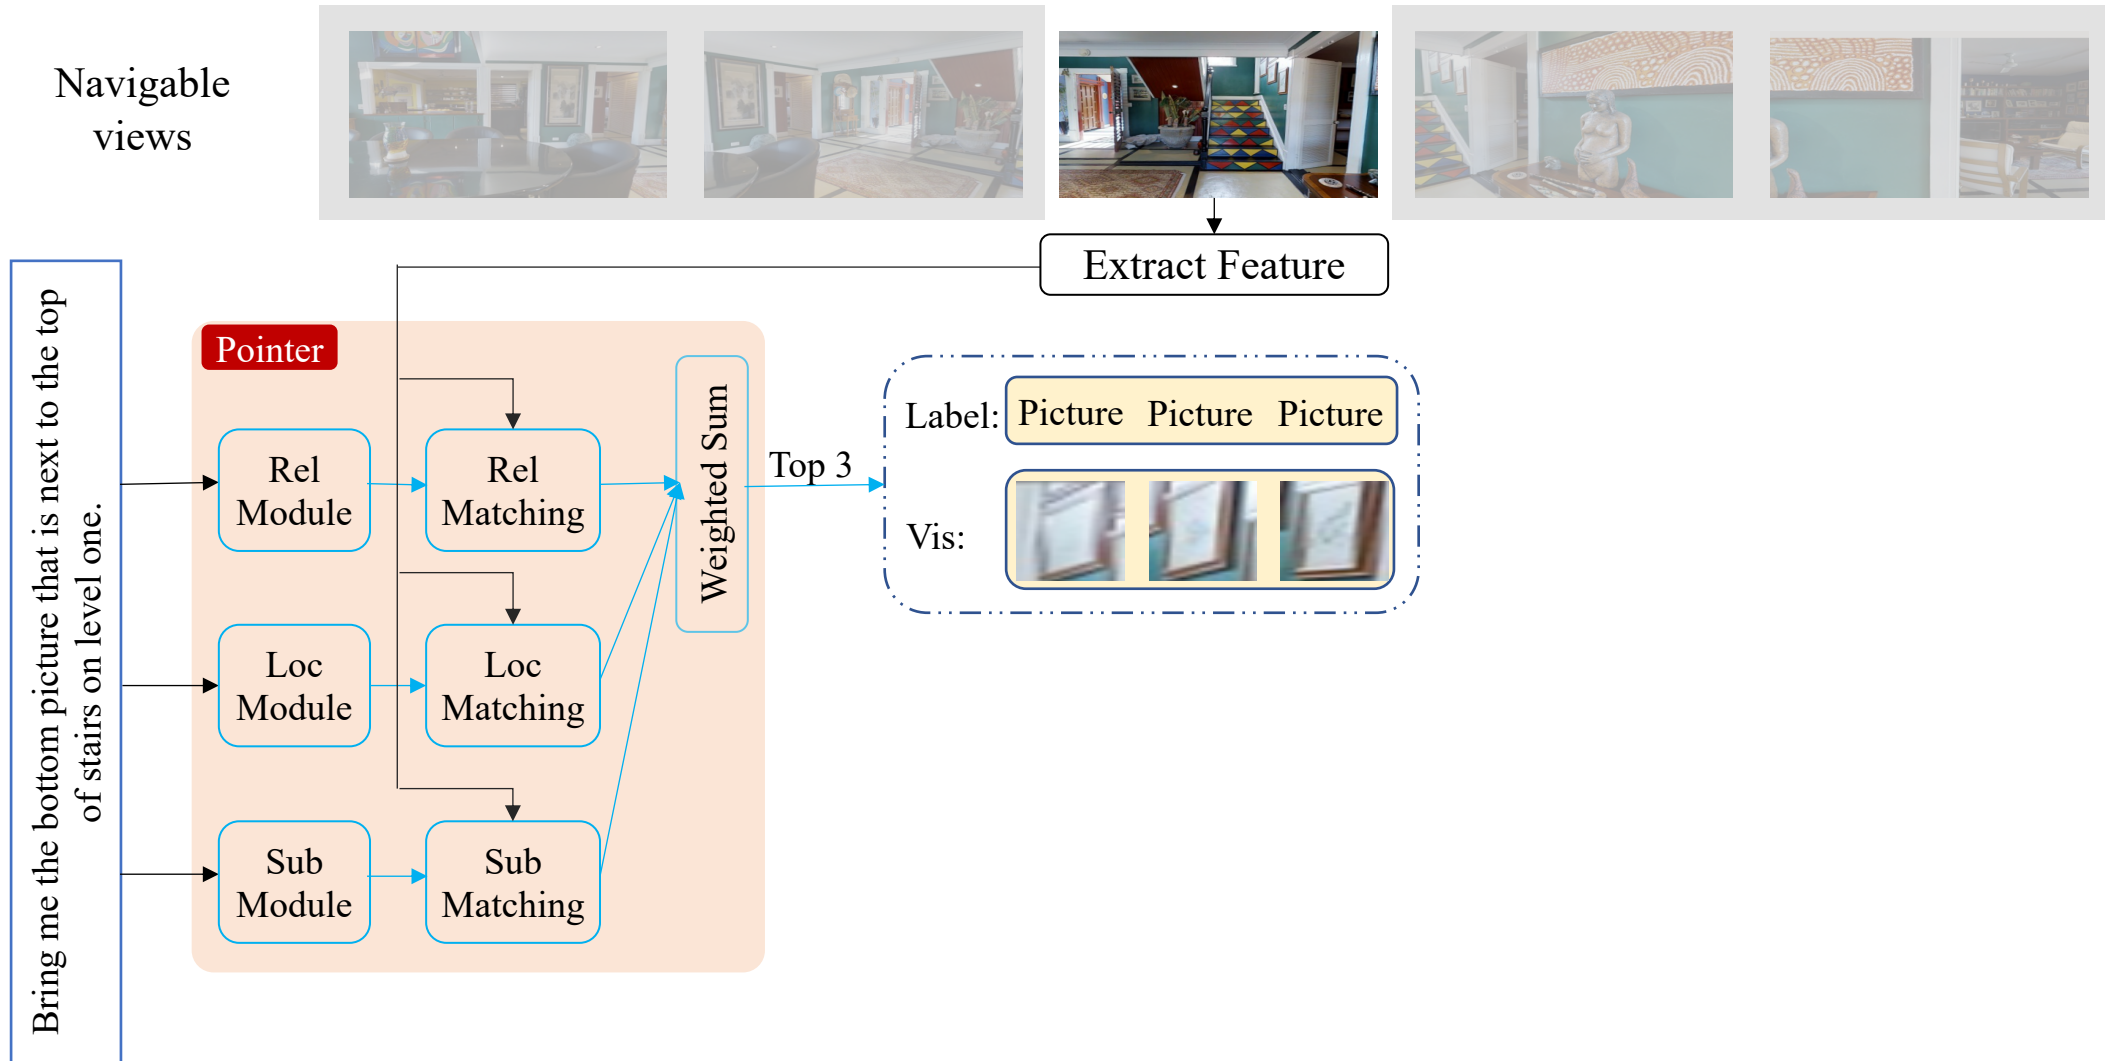 Navigable
views
Extract Feature
Bring me the bottom picture that is next to the top
of stairs on level one.
Pointer
Rel
Module
Rel
Matching
Loc
Module
Loc
Matching
Sub
Module
Sub
Matching
Weighted Sum
Top 3
Label:
Picture Picture Picture
Vis: